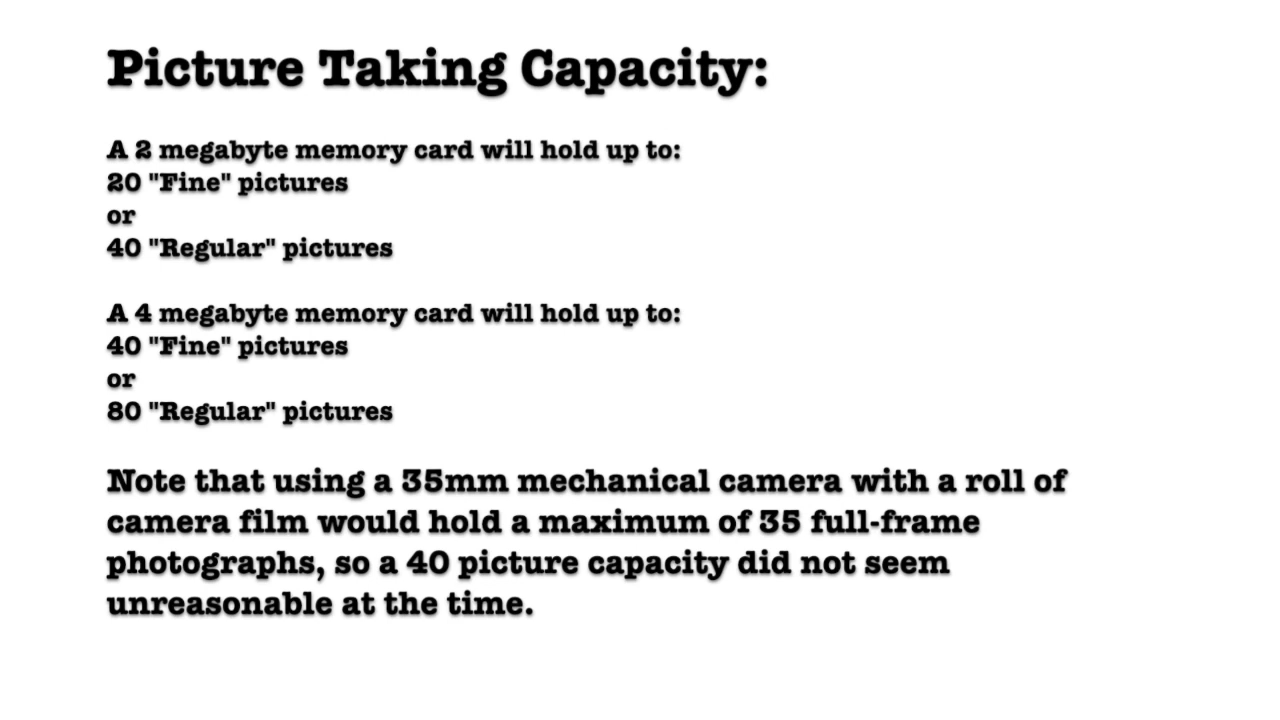 Picture Taking Capacity:
A 2 megabyte memory card will hold up to:
20 "Fine" pictures
or
40 "Regular" pictures
A 4 megabyte memory card will hold up to:
40 "Fine" pictures
or
80 "Regular" pictures
Note that using a 35mm mechanical camera with a roll of
camera film would hold a maximum of 35 full-frame
photographs, so a 40 picture capacity did not seem
unreasonable at the time.